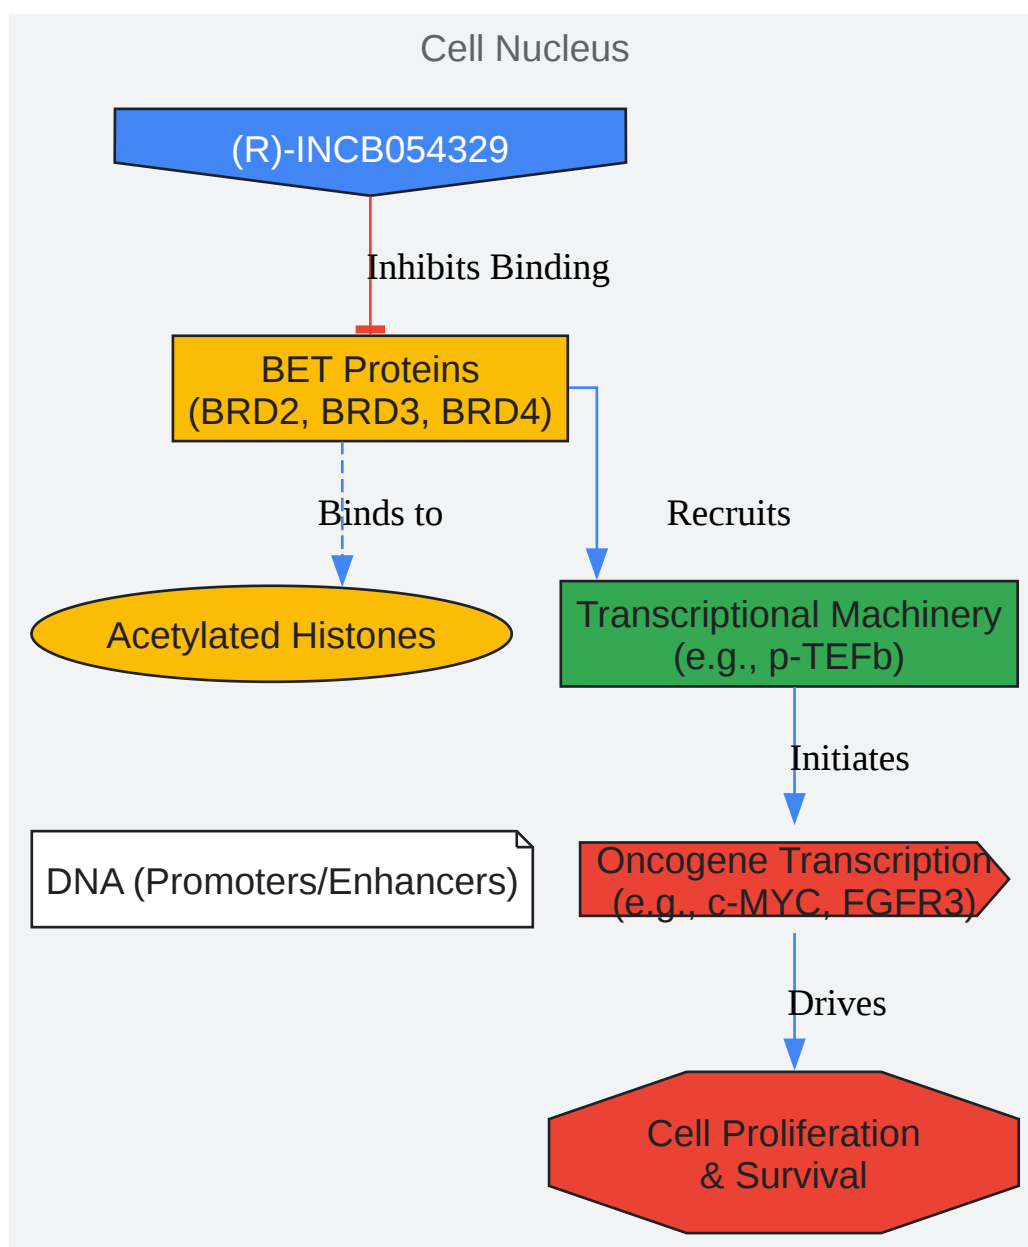 Cell Nucleus
(R)-INCB054329
Inhibits Binding
BET Proteins
(BRD2, BRD3, BRD4)
Binds to
Recruits
Acetylated Histones
Transcriptional Machinery
(e.g., p-TEFb)
Initiates
DNA (Promoters/Enhancers)
Oncogene Transcription
(e.g., c-MYC, FGFR3)
Drives
Cell Proliferation
& Survival